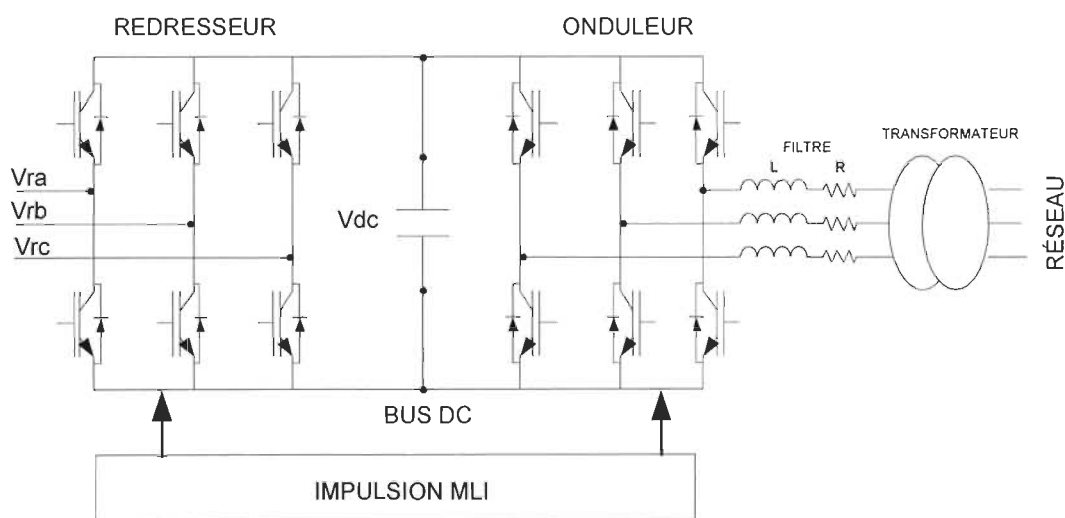 REDRESSEUR
ONDULEUR
TRANSFORMATEUR
FILTRE
L R
Vra
Vrb
Vrc
Vdc
RÉSEAU
BUS DC
IMPULSION MLI